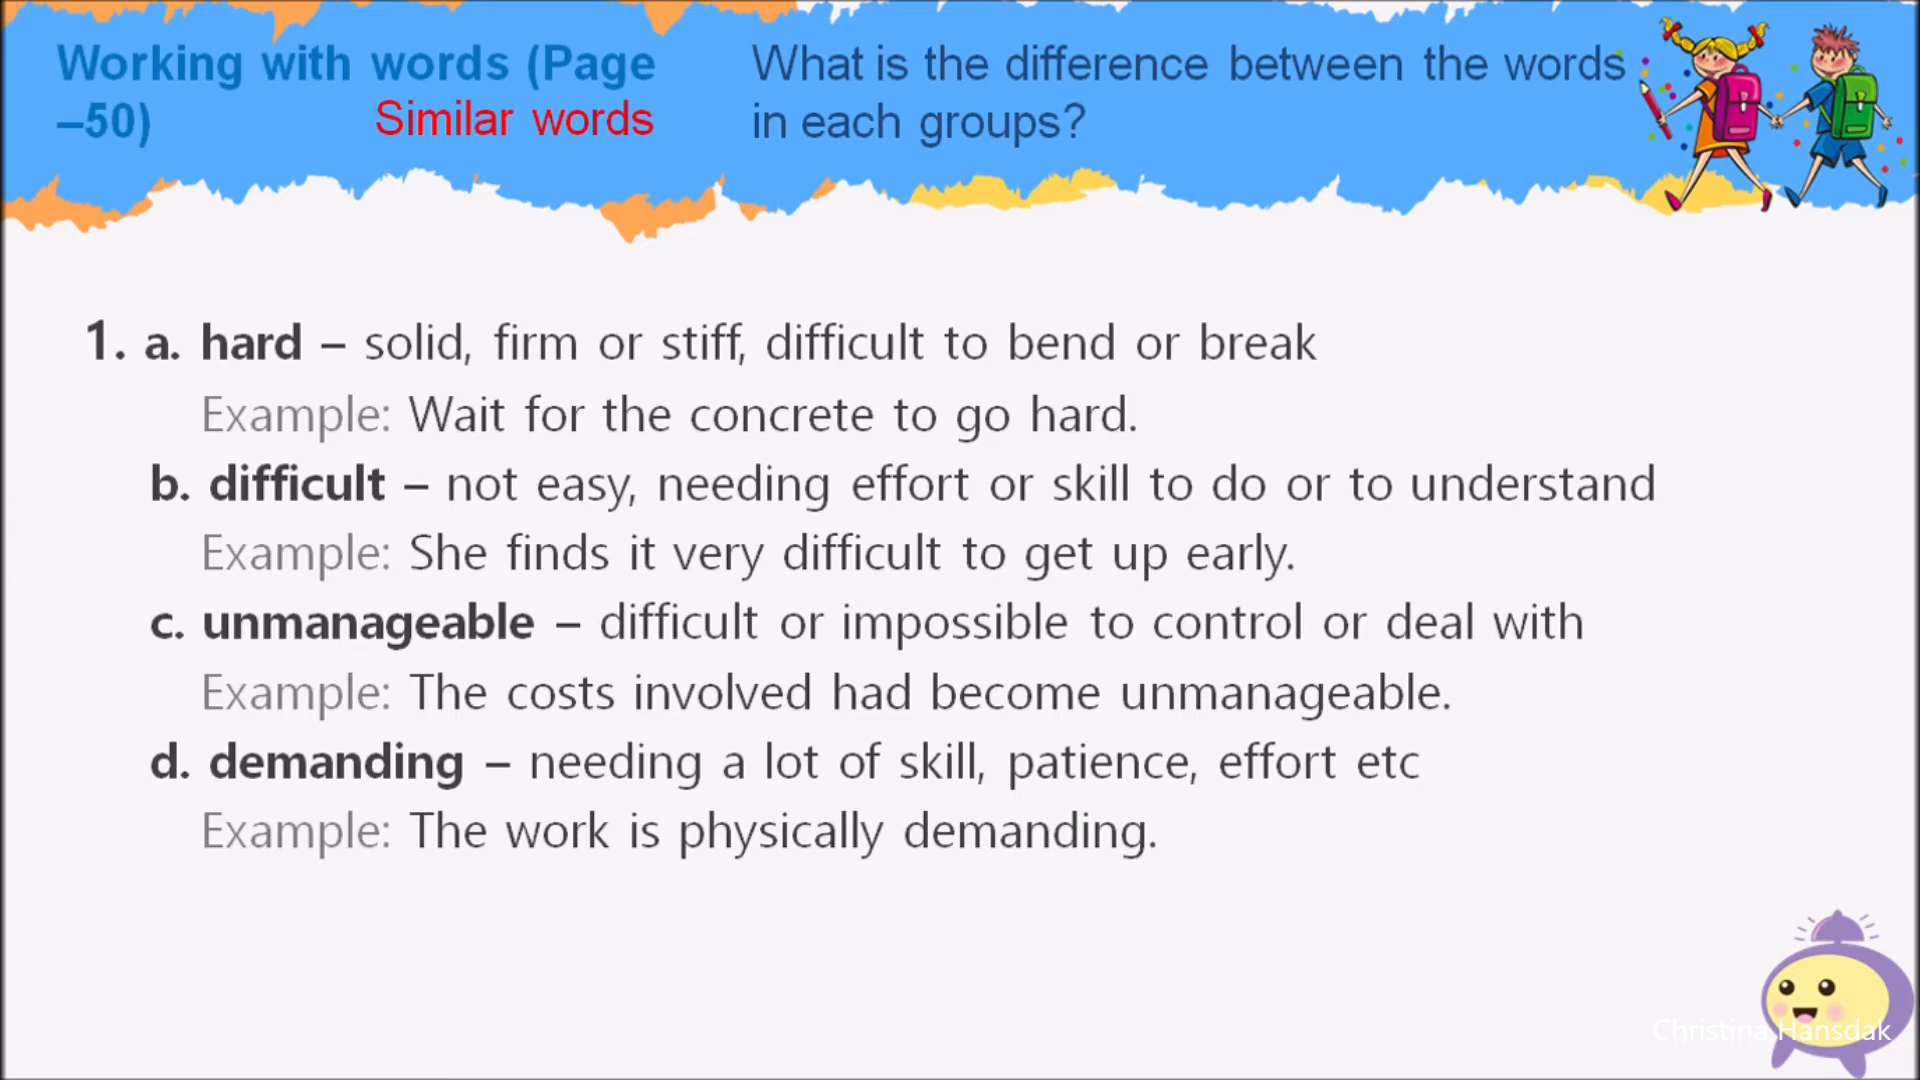 Working with words (Page
–50)
Similar words
What is the difference between the words
in each groups?
1. a. hard – solid, firm or stiff, difficult to bend or break
Example: Wait for the concrete to go hard.
b. difficult – not easy, needing effort or skill to do or to understand
Example: She finds it very difficult to get up early.
c. unmanageable – difficult or impossible to control or deal with
Example: The costs involved had become unmanageable.
d. demanding – needing a lot of skill, patience, effort etc
Example: The work is physically demanding.
Christina Hansdak